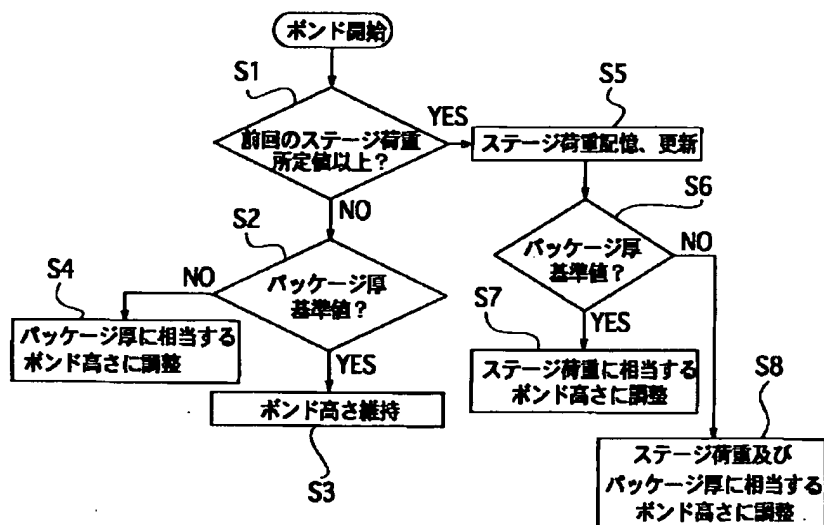 ボンド開始
S1
前回のステージ荷重
所定値以上？
YES
S5
ステージ荷重記憶、更新
NO
S2
パッケージ厚
基準値？
S6
パッケージ厚
基準値？
NO
NO
S4
パッケージ厚に相当する
ボンド高さに調整
YES
ボンド高さ維持
S3
YES
S7
ステージ荷重に相当する
ボンド高さに調整
S8
ステージ荷重及び
パッケージ厚に相当する
ボンド高さに調整